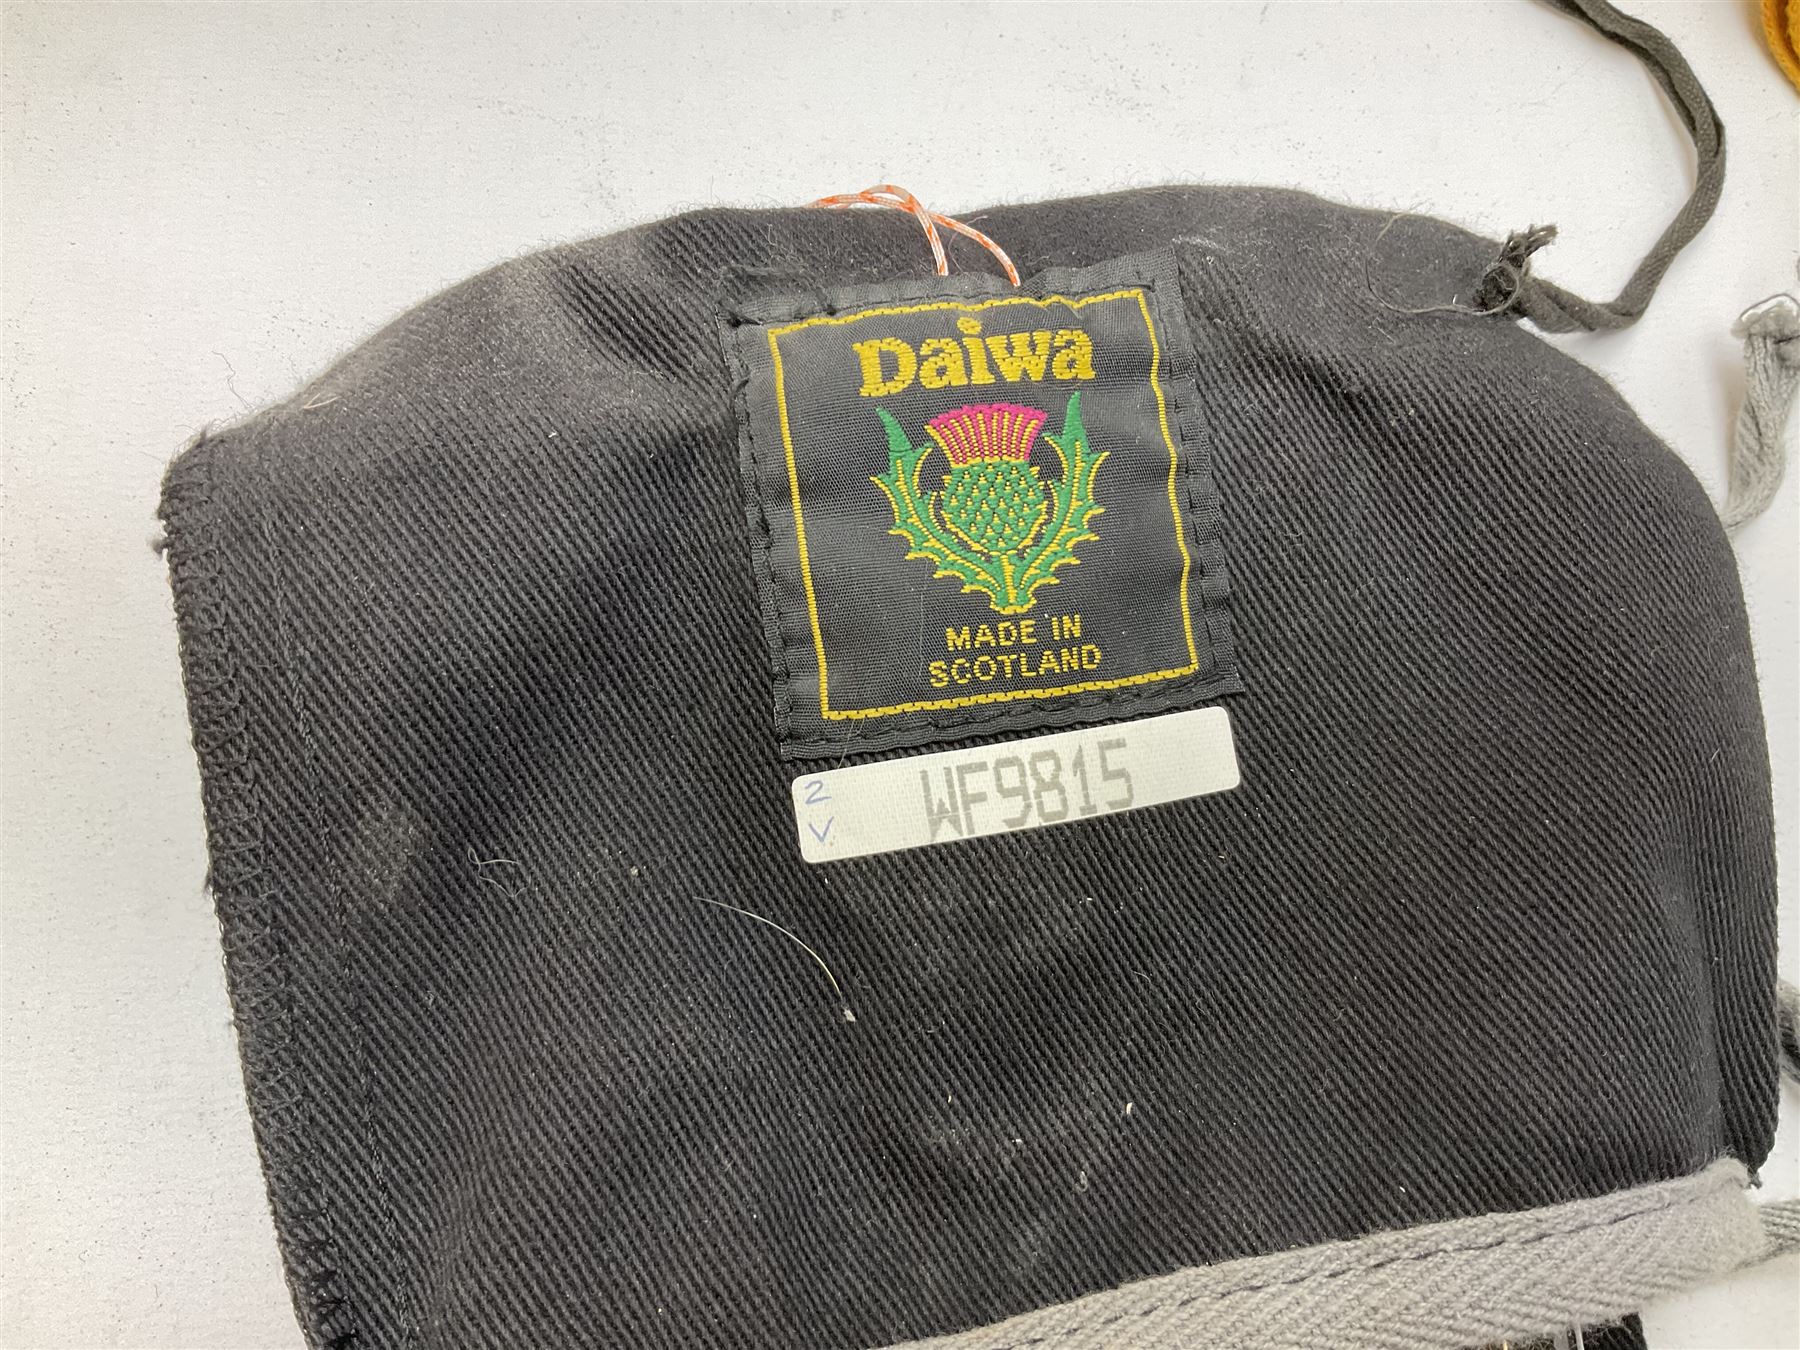 Daiwa
MADE IN
SCOTLAND
2 WF9815
V